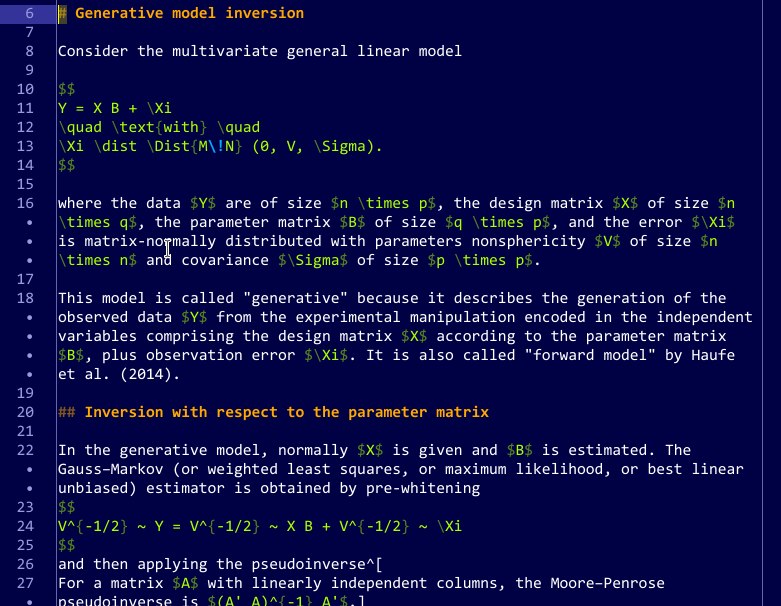 6 # Generative model inversion
7
8 Consider the multivariate general linear model
9
10 $$
11 Y = X B + \Xi
12 \quad \text{with} \quad
13 \Xi \dist \Dist{M\!N} (0, V, \Sigma).
14 $$
15
16 where the data $Y$ are of size $n \times p$, the design matrix $X$ of size $n
• \times q$, the parameter matrix $B$ of size $q \times p$, and the error $\Xi$
• is matrix-normally distributed with parameters nonsphericity $V$ of size $n
• \times n$ and covariance $\Sigma$ of size $p \times p$.
17
18 This model is called "generative" because it describes the generation of the
• observed data $Y$ from the experimental manipulation encoded in the independent
• variables comprising the design matrix $X$ according to the parameter matrix
• $B$, plus observation error $\Xi$. It is also called "forward model" by Haufe
• et al. (2014).
19
20 ## Inversion with respect to the parameter matrix
21
22 In the generative model, normally $X$ is given and $B$ is estimated. The
• Gauss–Markov (or weighted least squares, or maximum likelihood, or best linear
• unbiased) estimator is obtained by pre-whitening
23 $$
24 V^{-1/2} ~ Y = V^{-1/2} ~ X B + V^{-1/2} ~ \Xi
25 $$
26 and then applying the pseudoinverse^[
27 For a matrix $A$ with linearly independent columns, the Moore–Penrose
• pseudoinverse is $(A' A)^{-1} A'$.]